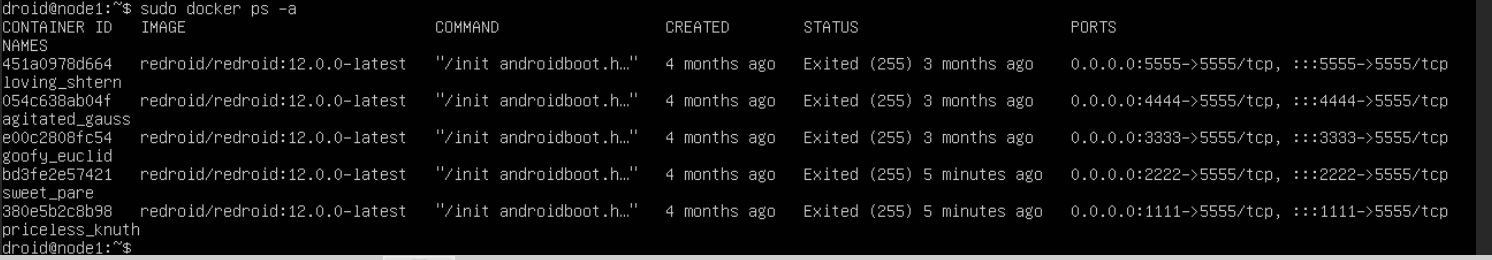 droid@node1:~$ sudo docker ps -a
CONTAINER ID   IMAGE                            COMMAND                  CREATED        STATUS                       PORTS
NAMES
451a0978d664   redroid/redroid:12.0.0-latest   "/init androidboot.h…"   4 months ago   Exited (255) 3 months ago    0.0.0.0:5555->5555/tcp, :::5555->5555/tcp
loving_shtern
054c638ab04f   redroid/redroid:12.0.0-latest   "/init androidboot.h…"   4 months ago   Exited (255) 3 months ago    0.0.0.0:4444->5555/tcp, :::4444->5555/tcp
agitated_gauss
e00c2808fc54   redroid/redroid:12.0.0-latest   "/init androidboot.h…"   4 months ago   Exited (255) 3 months ago    0.0.0.0:3333->5555/tcp, :::3333->5555/tcp
goofy_euclid
bd3fe2e57421   redroid/redroid:12.0.0-latest   "/init androidboot.h…"   4 months ago   Exited (255) 5 minutes ago   0.0.0.0:2222->5555/tcp, :::2222->5555/tcp
sweet_pare
380e5b2c8b98   redroid/redroid:12.0.0-latest   "/init androidboot.h…"   4 months ago   Exited (255) 5 minutes ago   0.0.0.0:1111->5555/tcp, :::1111->5555/tcp
priceless_knuth
droid@node1:~$